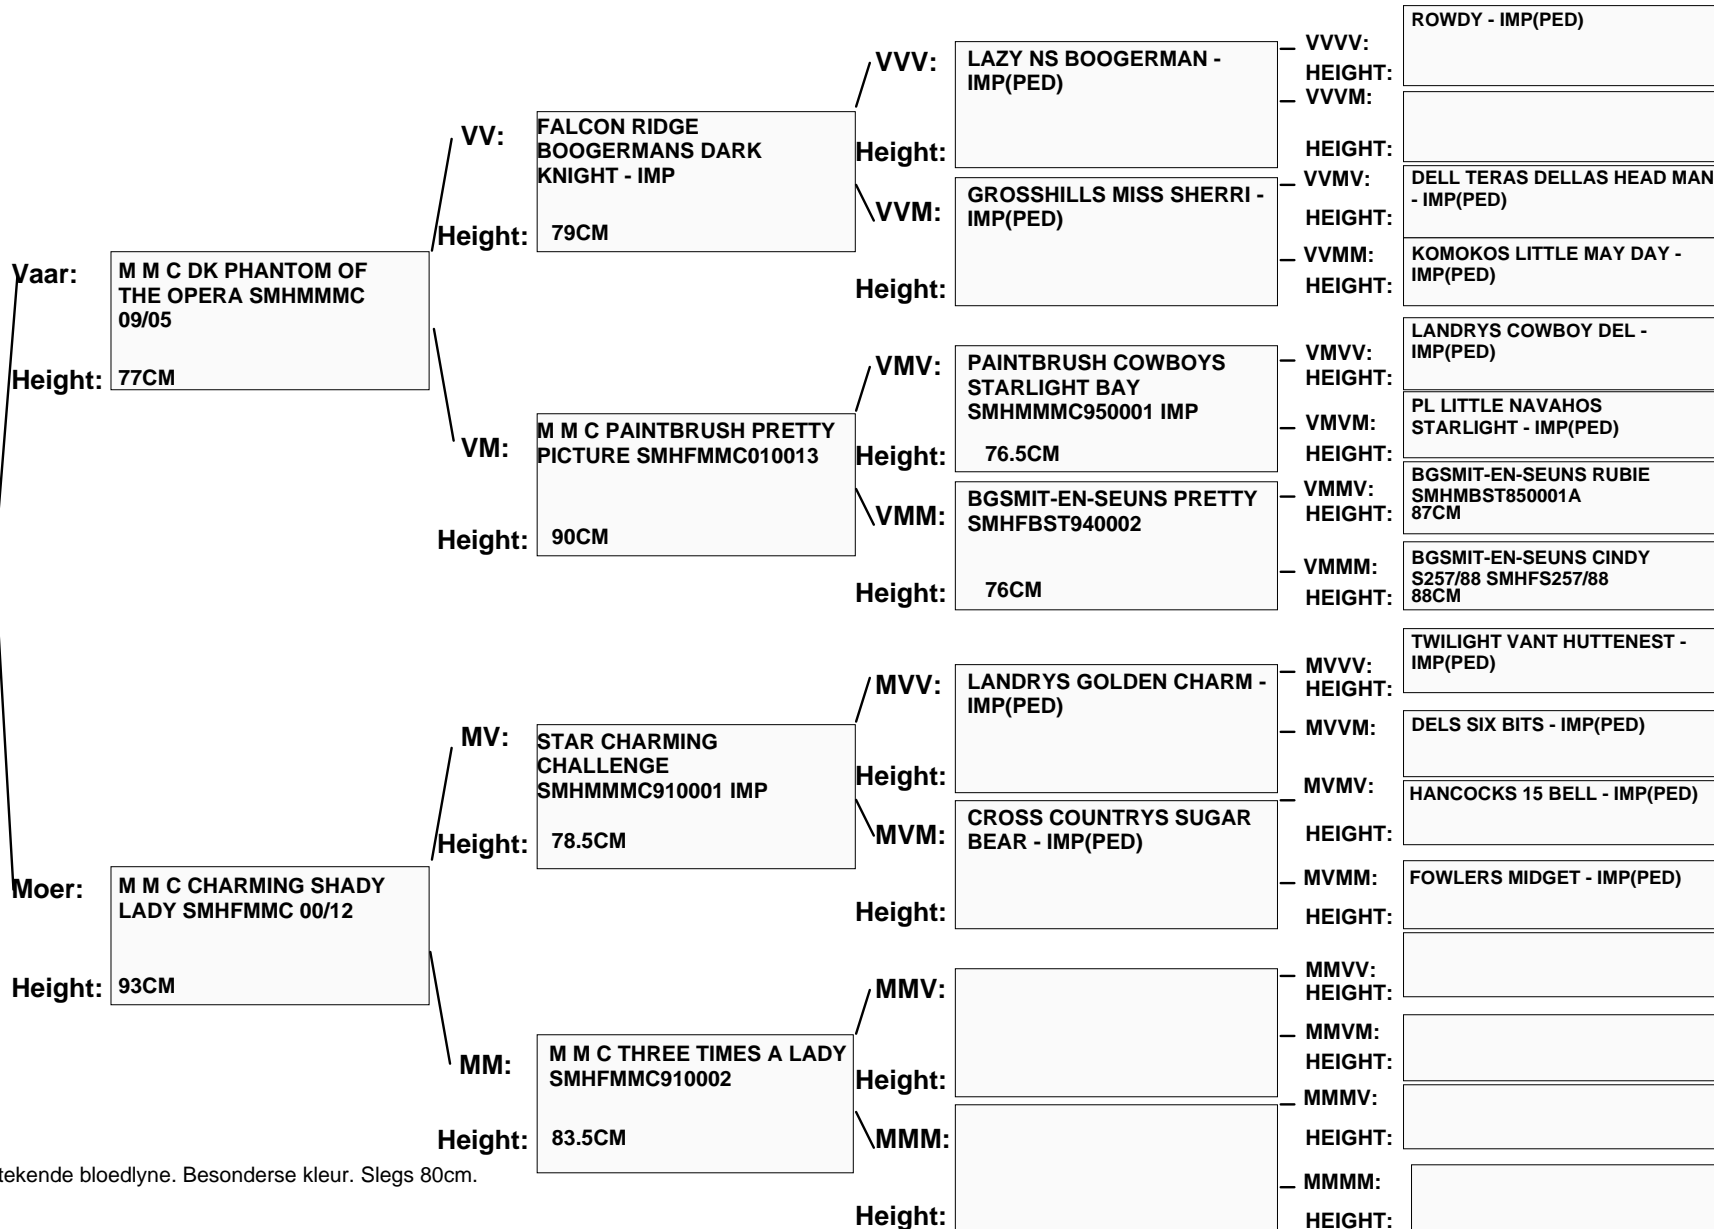 Vaar:
M M C DK PHANTOM OF
THE OPERA SMHMMMC
09/05
Height:
77CM
Moer:
M M C CHARMING SHADY
LADY SMHFMMC 00/12
Height:
93CM
VV:
FALCON RIDGE
BOOGERMANS DARK
KNIGHT - IMP
Height:
79CM
VM:
M M C PAINTBRUSH PRETTY
PICTURE SMHFMMC010013
Height:
90CM
MV:
STAR CHARMING
CHALLENGE
SMHMMMC910001 IMP
Height:
78.5CM
MM:
M M C THREE TIMES A LADY
SMHFMMC910002
Height:
83.5CM
VVV:
LAZY NS BOOGERMAN -
IMP(PED)
Height:
VVM:
GROSSHILLS MISS SHERRI -
IMP(PED)
Height:
VMV:
PAINTBRUSH COWBOYS
STARLIGHT BAY
SMHMMMC950001 IMP
Height:
76.5CM
VMM:
BGSMIT-EN-SEUNS PRETTY
SMHFBST940002
Height:
76CM
MVV:
LANDRYS GOLDEN CHARM -
IMP(PED)
Height:
MVM:
CROSS COUNTRYS SUGAR
BEAR - IMP(PED)
Height:
MMV:
Height:
MMM:
Height:
VVVV:
ROWDY - IMP(PED)
HEIGHT:
VVVM:
HEIGHT:
VVMV:
DELL TERAS DELLAS HEAD MAN
- IMP(PED)
HEIGHT:
VVMM:
KOMOKOS LITTLE MAY DAY -
IMP(PED)
HEIGHT:
VMVV:
LANDRYS COWBOY DEL -
IMP(PED)
HEIGHT:
VMVM:
PL LITTLE NAVAHOS
STARLIGHT - IMP(PED)
HEIGHT:
VMMV:
BGSMIT-EN-SEUNS RUBIE
SMHMBST850001A
HEIGHT:
87CM
VMMM:
BGSMIT-EN-SEUNS CINDY
S257/88 SMHFS257/88
HEIGHT:
88CM
MVVV:
TWILIGHT VANT HUTTENEST -
IMP(PED)
HEIGHT:
MVVM:
DELS SIX BITS - IMP(PED)
MVMV:
HANCOCKS 15 BELL - IMP(PED)
HEIGHT:
MVMM:
FOWLERS MIDGET - IMP(PED)
HEIGHT:
MMVV:
HEIGHT:
MMVM:
HEIGHT:
MMMV:
HEIGHT:
MMMM:
HEIGHT:
tekende bloedlyne. Besonderse kleur. Slegs 80cm.